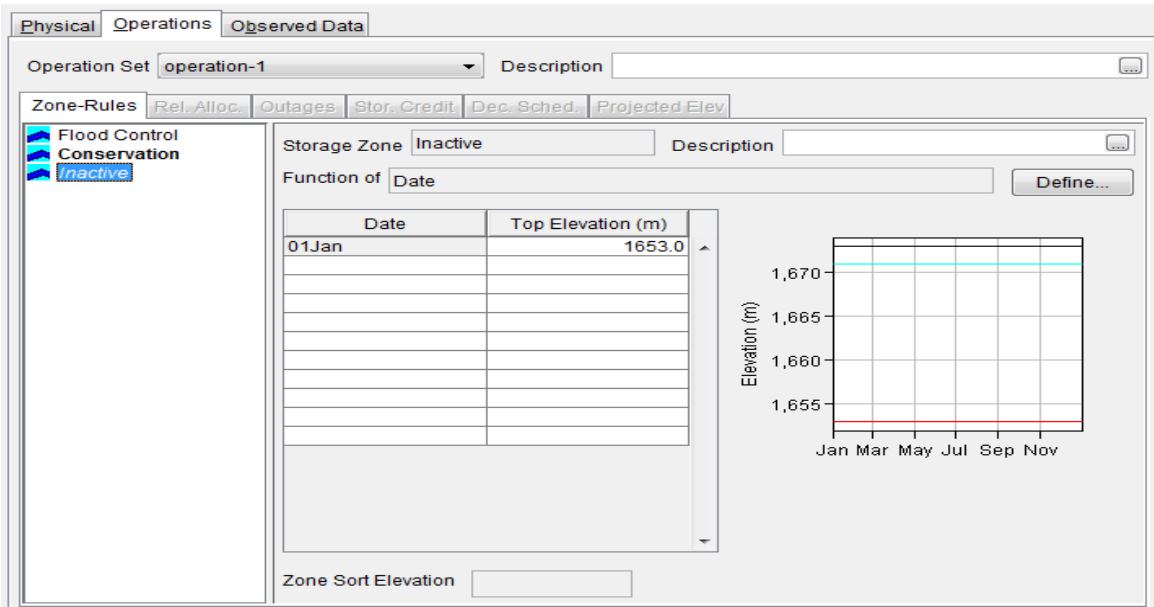 Physical Operations Observed Data
Operation Set operation-1 Description ...
Zone-Rules Rel. Alloc. Outages Stor. Credit Dec. Sched. Projected Elev
Flood Control
Conservation
Inactive
Storage Zone Inactive Description ...
Function of Date Define...
Date Top Elevation (m)
01Jan 1653.0
Elevation (m)
1,670
1,665
1,660
1,655
Jan Mar May Jul Sep Nov
Zone Sort Elevation